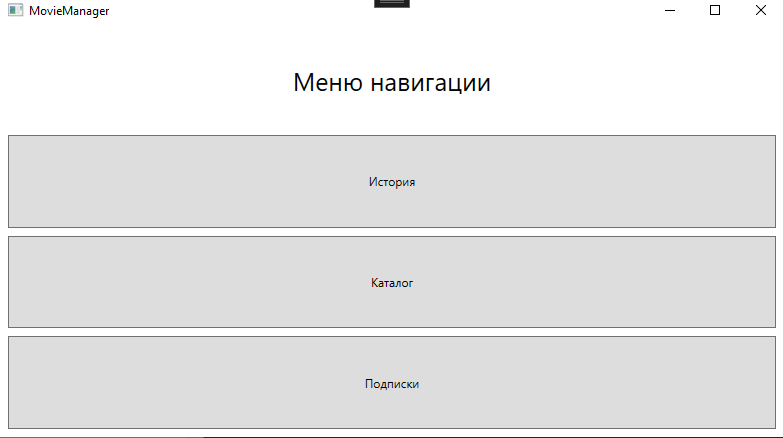 MovieManager
Меню навигации
История
Каталог
Подписки